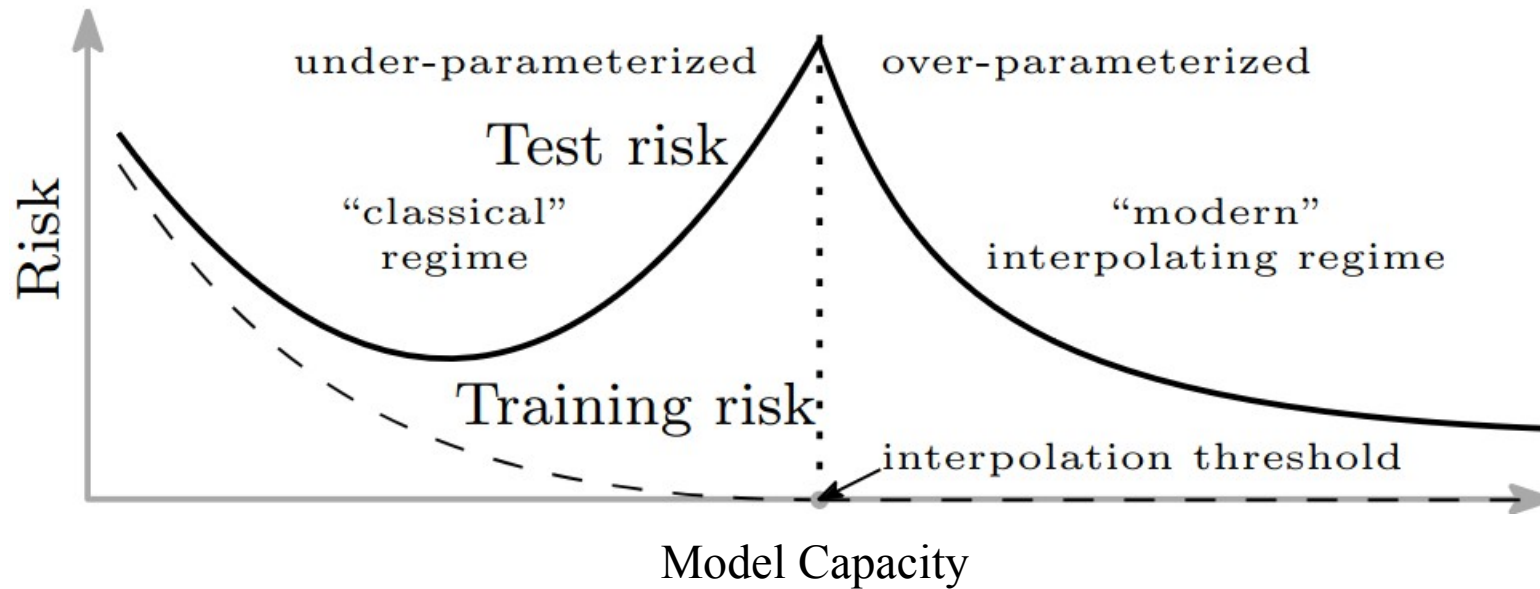 under-parameterized
over-parameterized
Test risk
“classical”
regime
“modern”
interpolating regime
Risk
Training risk
interpolation threshold
Model Capacity